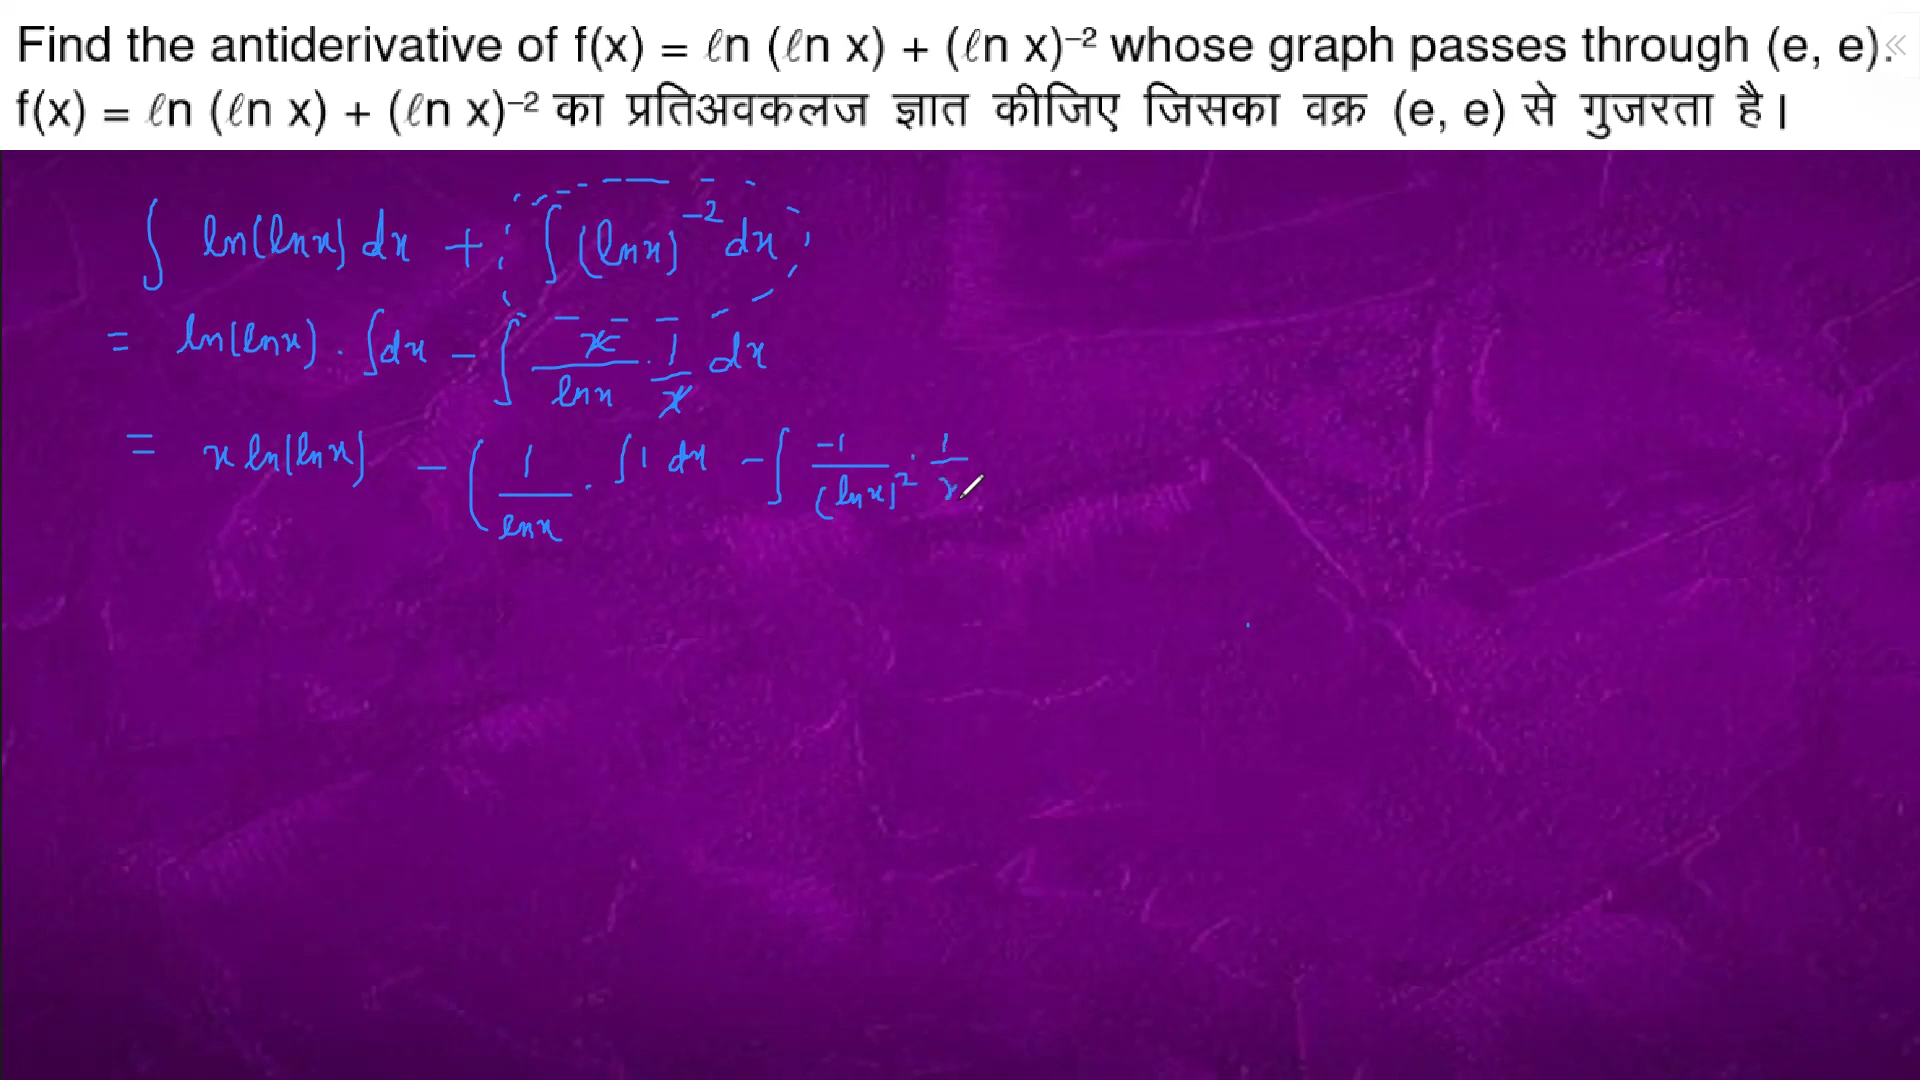 Find the antiderivative of f(x) = ℓn (ℓn x) + (ℓn x)⁻² whose graph passes through (e, e).
f(x) = ℓn (ℓn x) + (ℓn x)⁻² का प्रतिअवकलज ज्ञात कीजिए जिसका वक्र (e, e) से गुजरता है।
∫ ln(lnx) dx + ∫ (lnx)⁻² dx
= ln(lnx) . ∫dx - ∫ x/lnx . 1/x dx
= x ln(lnx) - ( 1/lnx . ∫1 dx - ∫ -1/(lnx)² . 1/x